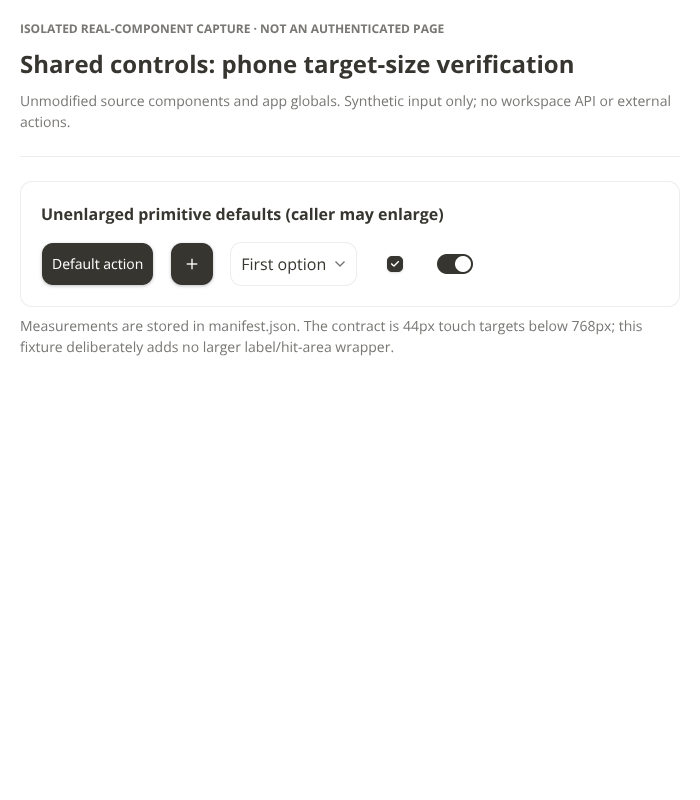 ISOLATED REAL-COMPONENT CAPTURE · NOT AN AUTHENTICATED PAGE
Shared controls: phone target-size verification
Unmodified source components and app globals. Synthetic input only; no workspace API or external
actions.
Unenlarged primitive defaults (caller may enlarge)
Default action
+
First option
Measurements are stored in manifest.json. The contract is 44px touch targets below 768px; this
fixture deliberately adds no larger label/hit-area wrapper.